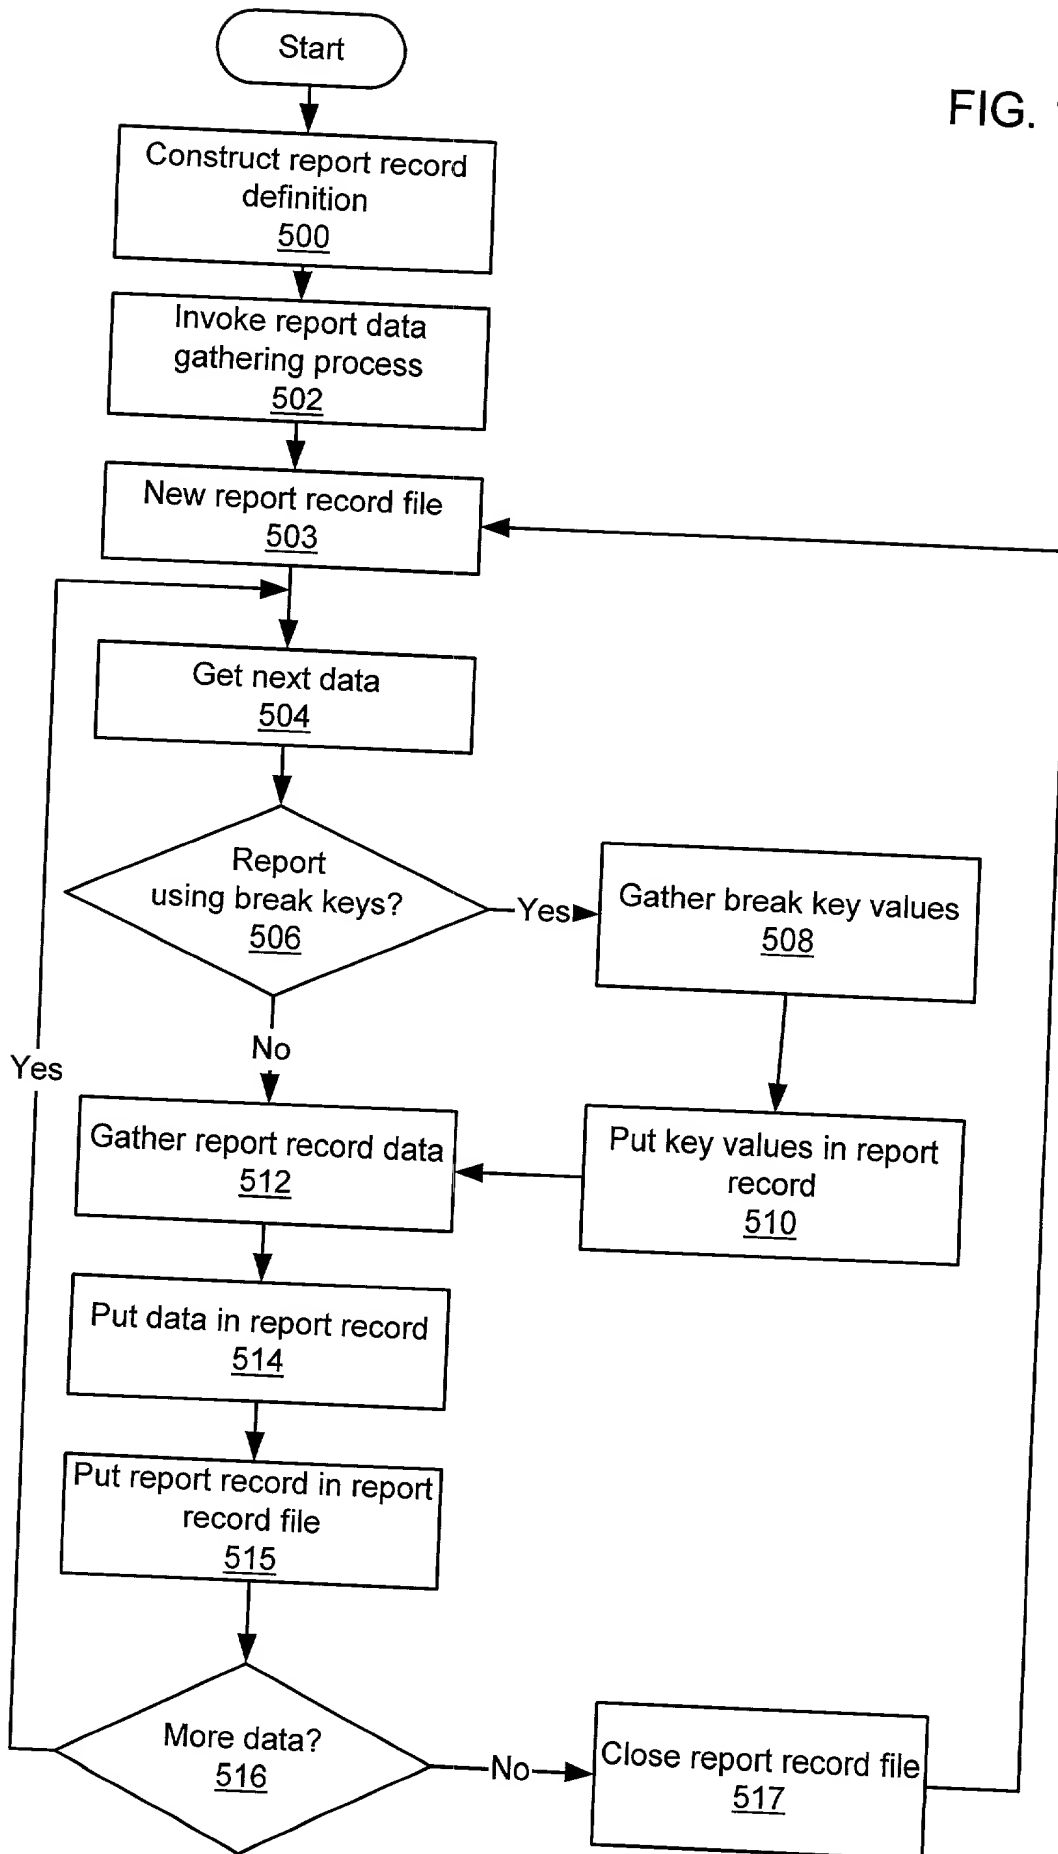 Start
FIG.
Construct report record
definition
500
Invoke report data
gathering process
502
New report record file
503
Get next data
504
Report
using break keys?
506
Yes
Gather break key values
508
No
Yes
Gather report record data
512
Put key values in report
record
510
Put data in report record
514
Put report record in report
record file
515
More data?
516
No
Close report record file
517